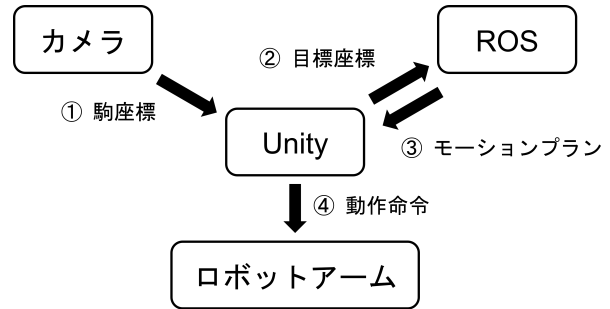 カメラ
ROS
② 目標座標
① 駒座標
Unity
③ モーションプラン
④ 動作命令
ロボットアーム